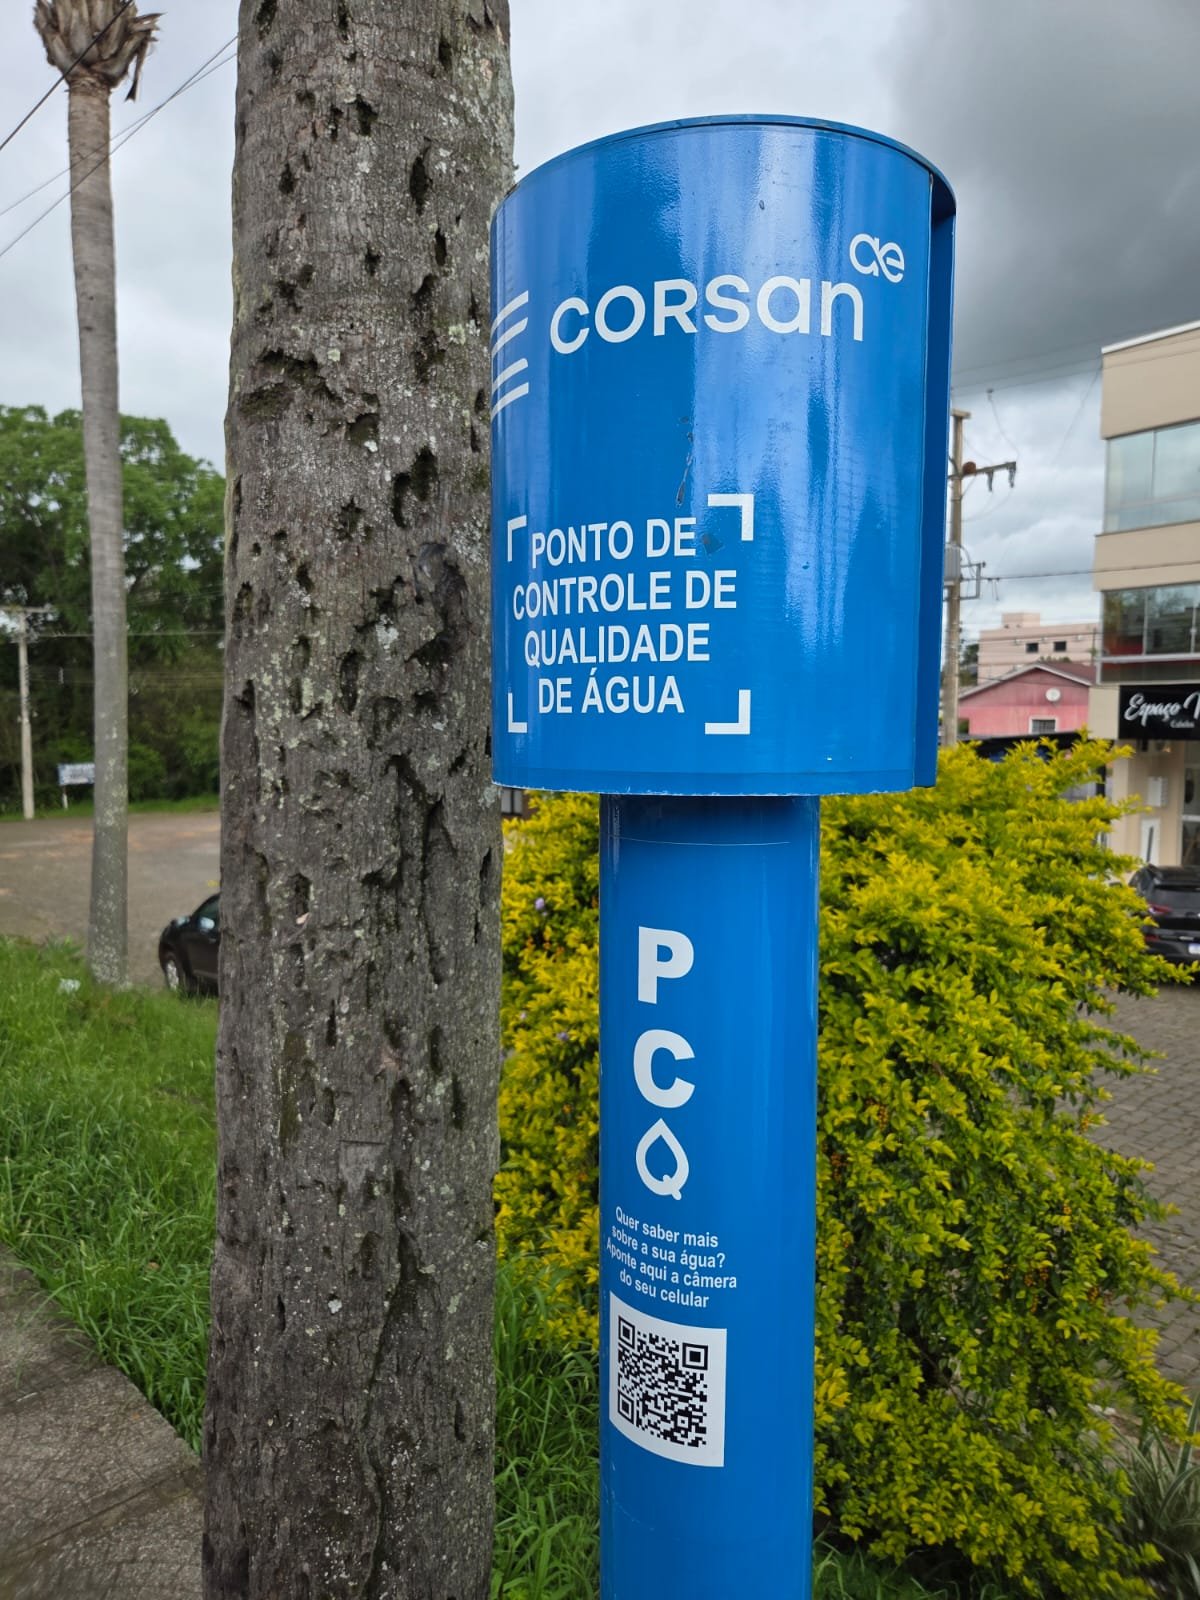 corsan
ae
PONTO DE
CONTROLE DE
QUALIDADE
DE ÁGUA
P
C
Q
Quer saber mais
sobre a sua água?
Aponte aqui a câmera
do seu celular
Espaço